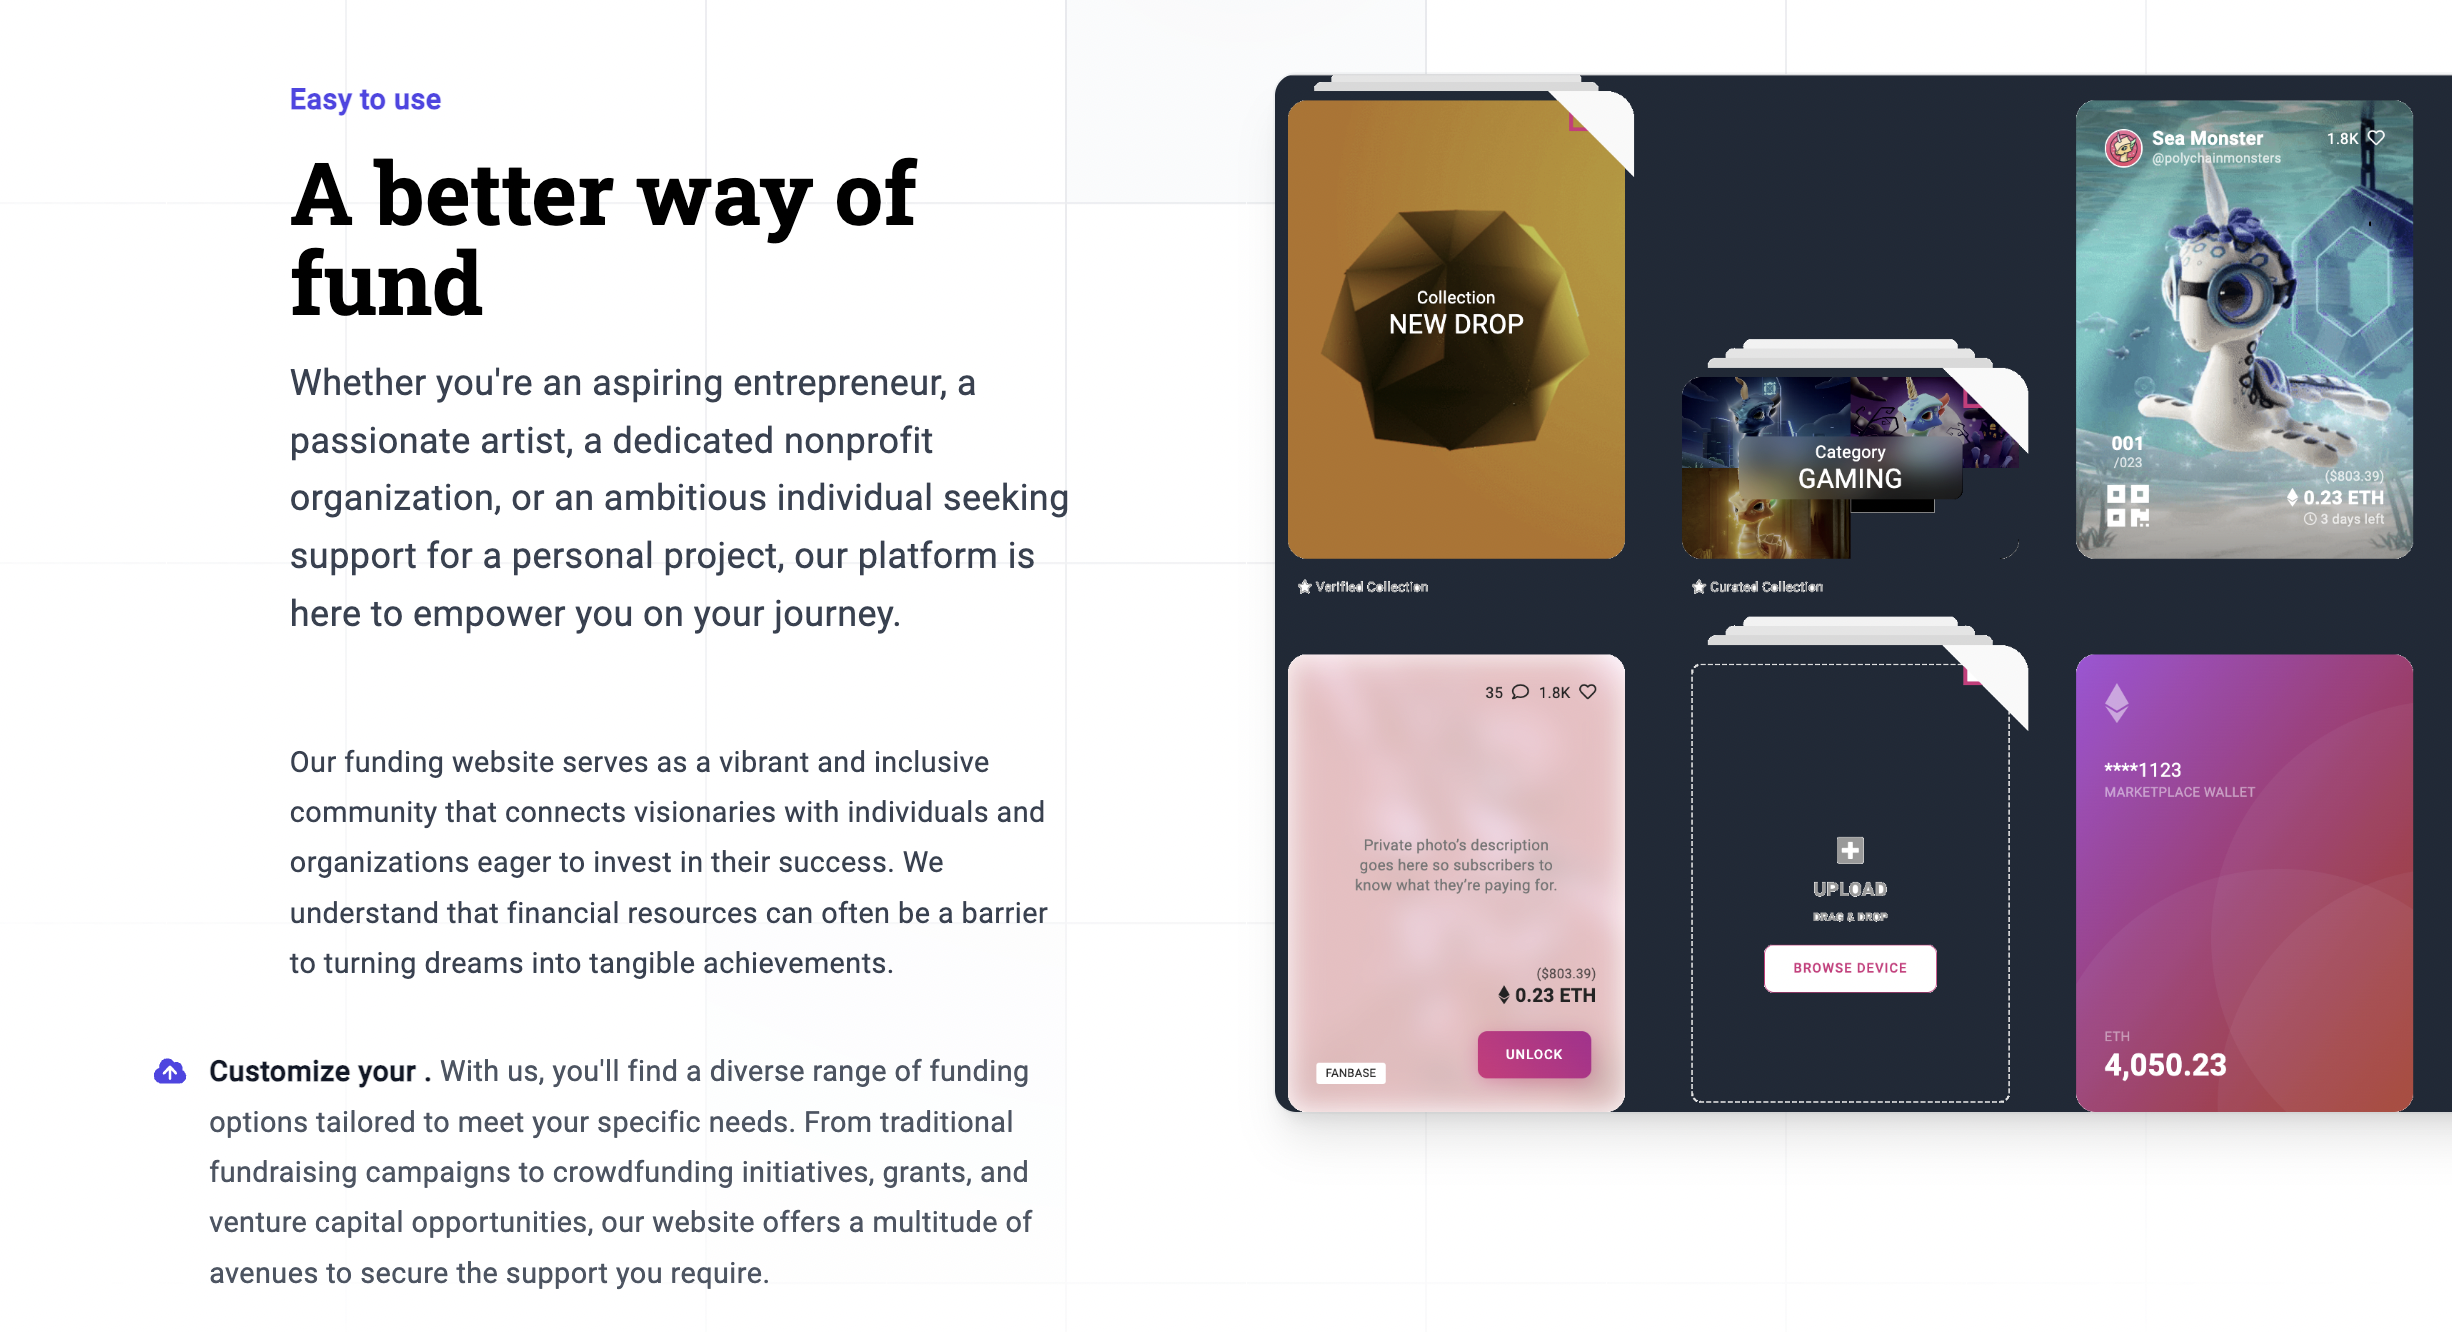 Easy to use
A better way of
fund
Whether you're an aspiring entrepreneur, a
passionate artist, a dedicated nonprofit
organization, or an ambitious individual seeking
support for a personal project, our platform is
here to empower you on your journey.
Our funding website serves as a vibrant and inclusive
community that connects visionaries with individuals and
organizations eager to invest in their success. We
understand that financial resources can often be a barrier
to turning dreams into tangible achievements.
Customize your . With us, you'll find a diverse range of funding
options tailored to meet your specific needs. From traditional
fundraising campaigns to crowdfunding initiatives, grants, and
venture capital opportunities, our website offers a multitude of
avenues to secure the support you require.
Collection
NEW DROP
Verified Collection
Category
GAMING
Curated Collection
Sea Monster
@polychainmonsters
1.8K
001
/023
($803.39)
0.23 ETH
3 days left
35 1.8K
Private photo's description
goes here so subscribers to
know what they're paying for.
($803.39)
0.23 ETH
UNLOCK
FANBASE
UPLOAD
DRAG & DROP
BROWSE DEVICE
****1123
MARKETPLACE WALLET
ETH
4,050.23